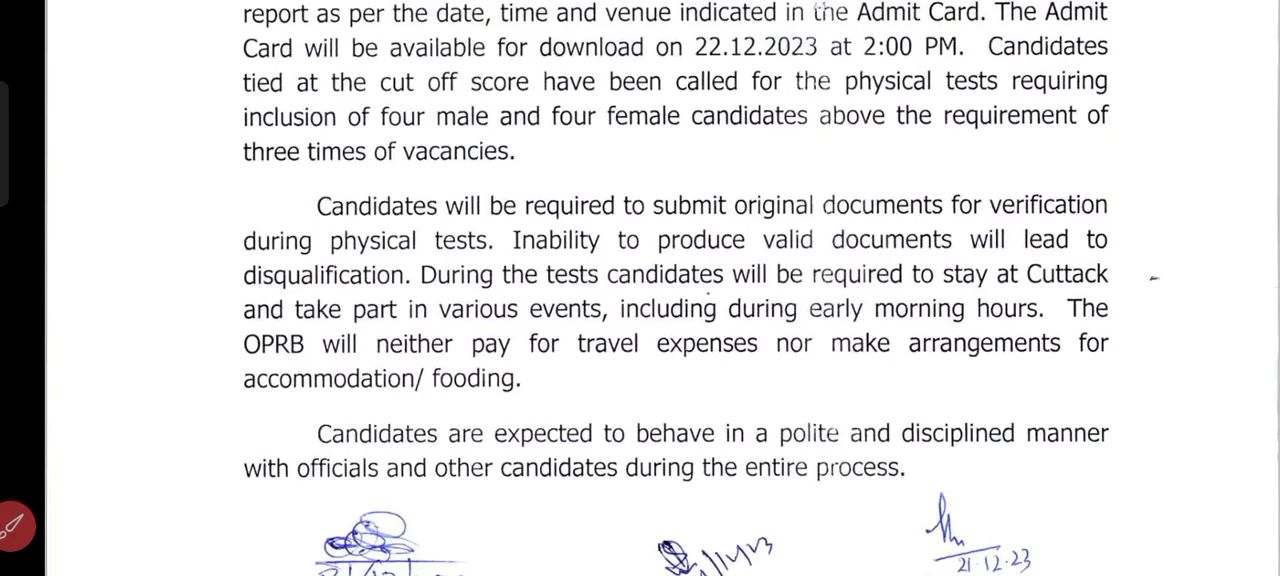 report as per the date, time and venue indicated in the Admit Card. The Admit
Card will be available for download on 22.12.2023 at 2:00 PM. Candidates
tied at the cut off score have been called for the physical tests requiring
inclusion of four male and four female candidates above the requirement of
three times of vacancies.
Candidates will be required to submit original documents for verification
during physical tests. Inability to produce valid documents will lead to
disqualification. During the tests candidates will be required to stay at Cuttack
and take part in various events, including during early morning hours. The
OPRB will neither pay for travel expenses nor make arrangements for
accommodation/ fooding.
Candidates are expected to behave in a polite and disciplined manner
with officials and other candidates during the entire process.
21.12.23